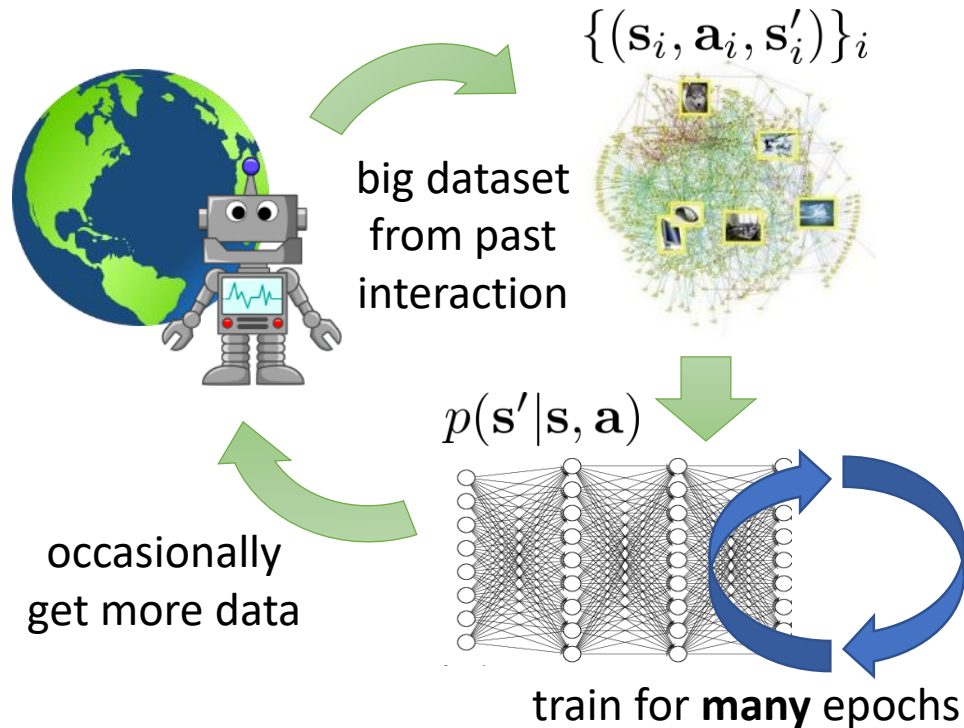 {(s_i, a_i, s'_i)}_i
big dataset
from past
interaction
p(s'|s, a)
occasionally
get more data
train for many epochs